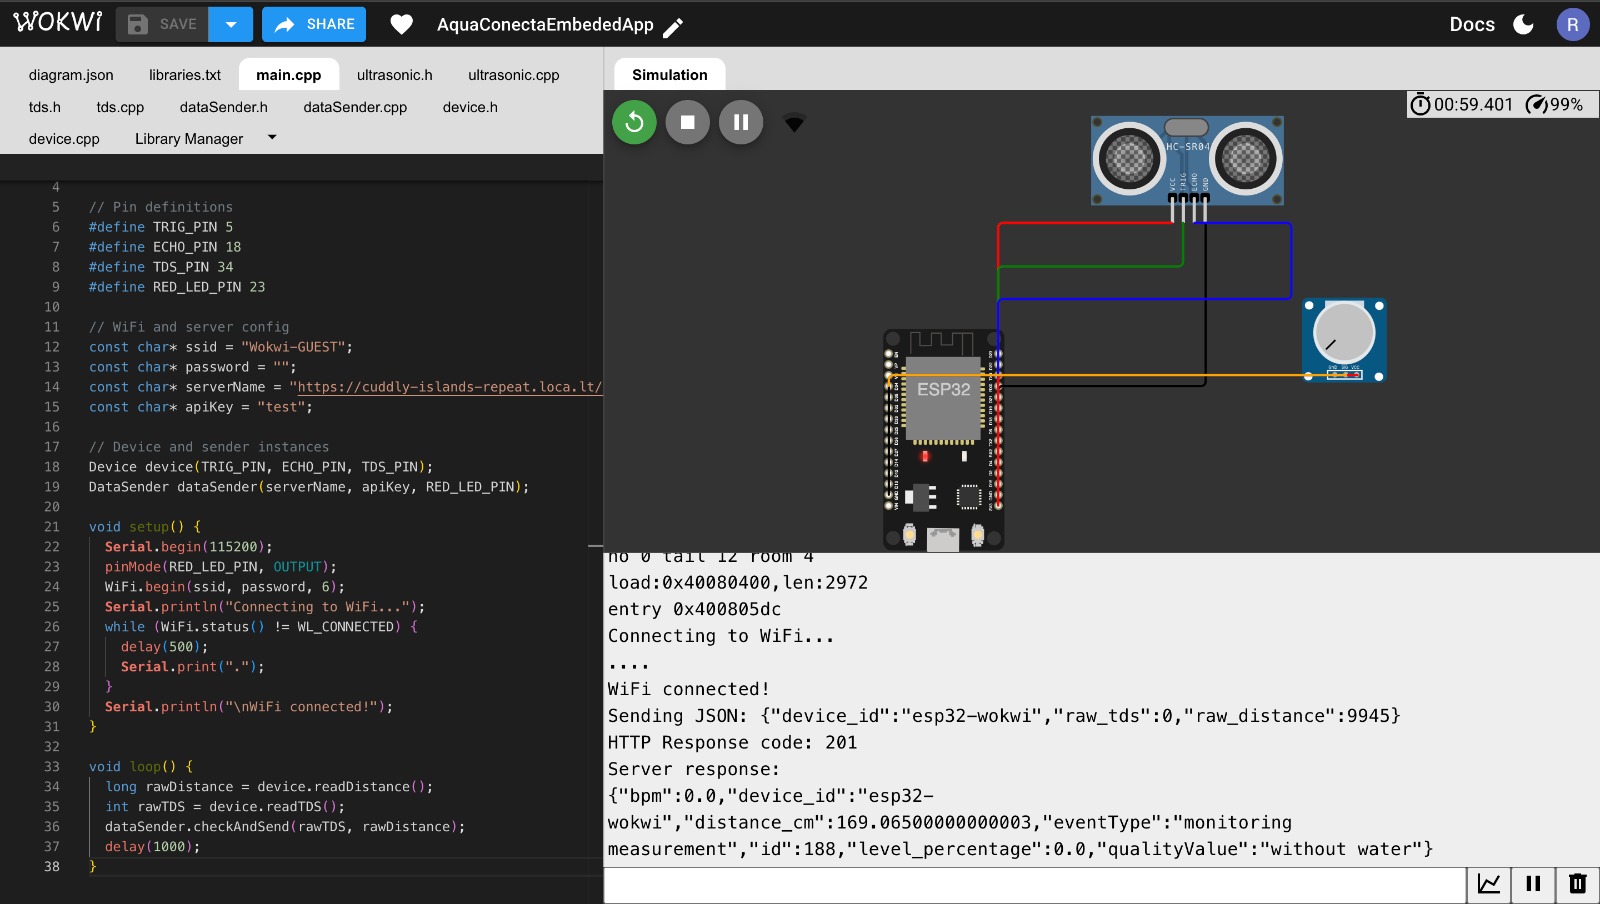 WOKWI
SAVE
SHARE
AquaConectaEmbededApp
Docs
R
diagram.json libraries.txt main.cpp ultrasonic.h ultrasonic.cpp
tds.h tds.cpp dataSender.h dataSender.cpp device.h
device.cpp Library Manager
4
5 // Pin definitions
6 #define TRIG_PIN 5
7 #define ECHO_PIN 18
8 #define TDS_PIN 34
9 #define RED_LED_PIN 23
10
11 // WiFi and server config
12 const char* ssid = "Wokwi-GUEST";
13 const char* password = "";
14 const char* serverName = "https://cuddly-islands-repeat.loca.lt/
15 const char* apiKey = "test";
16
17 // Device and sender instances
18 Device device(TRIG_PIN, ECHO_PIN, TDS_PIN);
19 DataSender dataSender(serverName, apiKey, RED_LED_PIN);
20
21 void setup() {
22 Serial.begin(115200);
23 pinMode(RED_LED_PIN, OUTPUT);
24 WiFi.begin(ssid, password, 6);
25 Serial.println("Connecting to WiFi...");
26 while (WiFi.status() != WL_CONNECTED) {
27 delay(500);
28 Serial.print(".");
29 }
30 Serial.println("\nWiFi connected!");
31 }
32
33 void loop() {
34 long rawDistance = device.readDistance();
35 int rawTDS = device.readTDS();
36 dataSender.checkAndSend(rawTDS, rawDistance);
37 delay(1000);
38 }
Simulation
00:59.401 99%
HC-SR04
VCC TRIG ECHO GND
ESP32
GND SIG VCC
ho 0 tail 12 room 4
load:0x40080400,len:2972
entry 0x400805dc
Connecting to WiFi...
....
WiFi connected!
Sending JSON: {"device_id":"esp32-wokwi","raw_tds":0,"raw_distance":9945}
HTTP Response code: 201
Server response:
{"bpm":0.0,"device_id":"esp32-
wokwi","distance_cm":169.06500000000003,"eventType":"monitoring
measurement","id":188,"level_percentage":0.0,"qualityValue":"without water"}